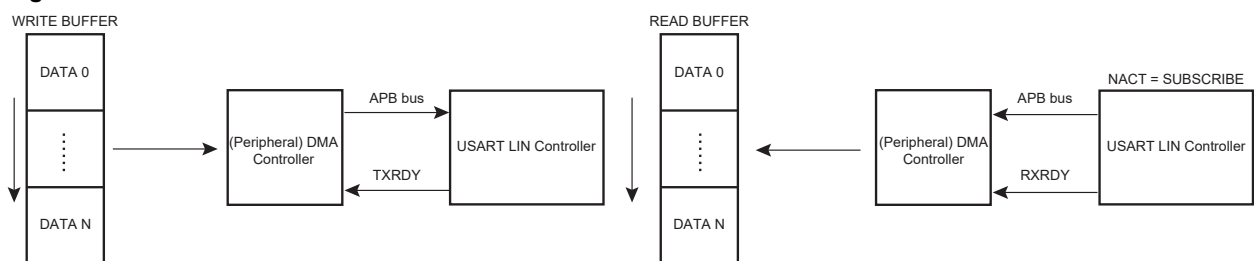 WRITE BUFFER
DATA 0
DATA N
(Peripheral) DMA
Controller
APB bus
TXRDY
USART LIN Controller
READ BUFFER
DATA 0
DATA N
(Peripheral) DMA
Controller
NACT = SUBSCRIBE
APB bus
RXRDY
USART LIN Controller